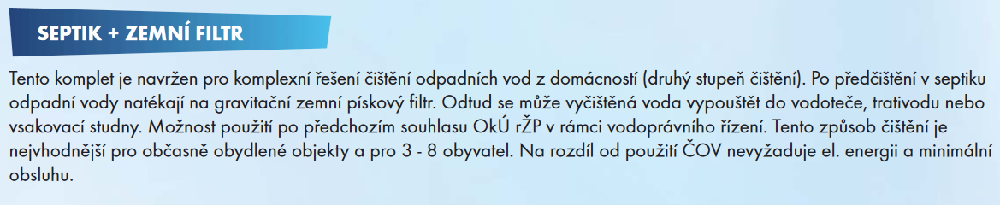 SEPTIK + ZEMNÍ FILTR
Tento komplet je navržen pro komplexní řešení čištění odpadních vod z domácností (druhý stupeň čištění). Po předčištění v septiku
odpadní vody natékají na gravitační zemní pískový filtr. Odtud se může vyčištěná voda vypouštět do vodoteče, trativodu nebo
vsakovací studny. Možnost použití po předchozím souhlasu OkÚ rŽP v rámci vodoprávního řízení. Tento způsob čištění je
nejvhodnější pro občasně obydlené objekty a pro 3 - 8 obyvatel. Na rozdíl od použití ČOV nevyžaduje el. energii a minimální
obsluhu.